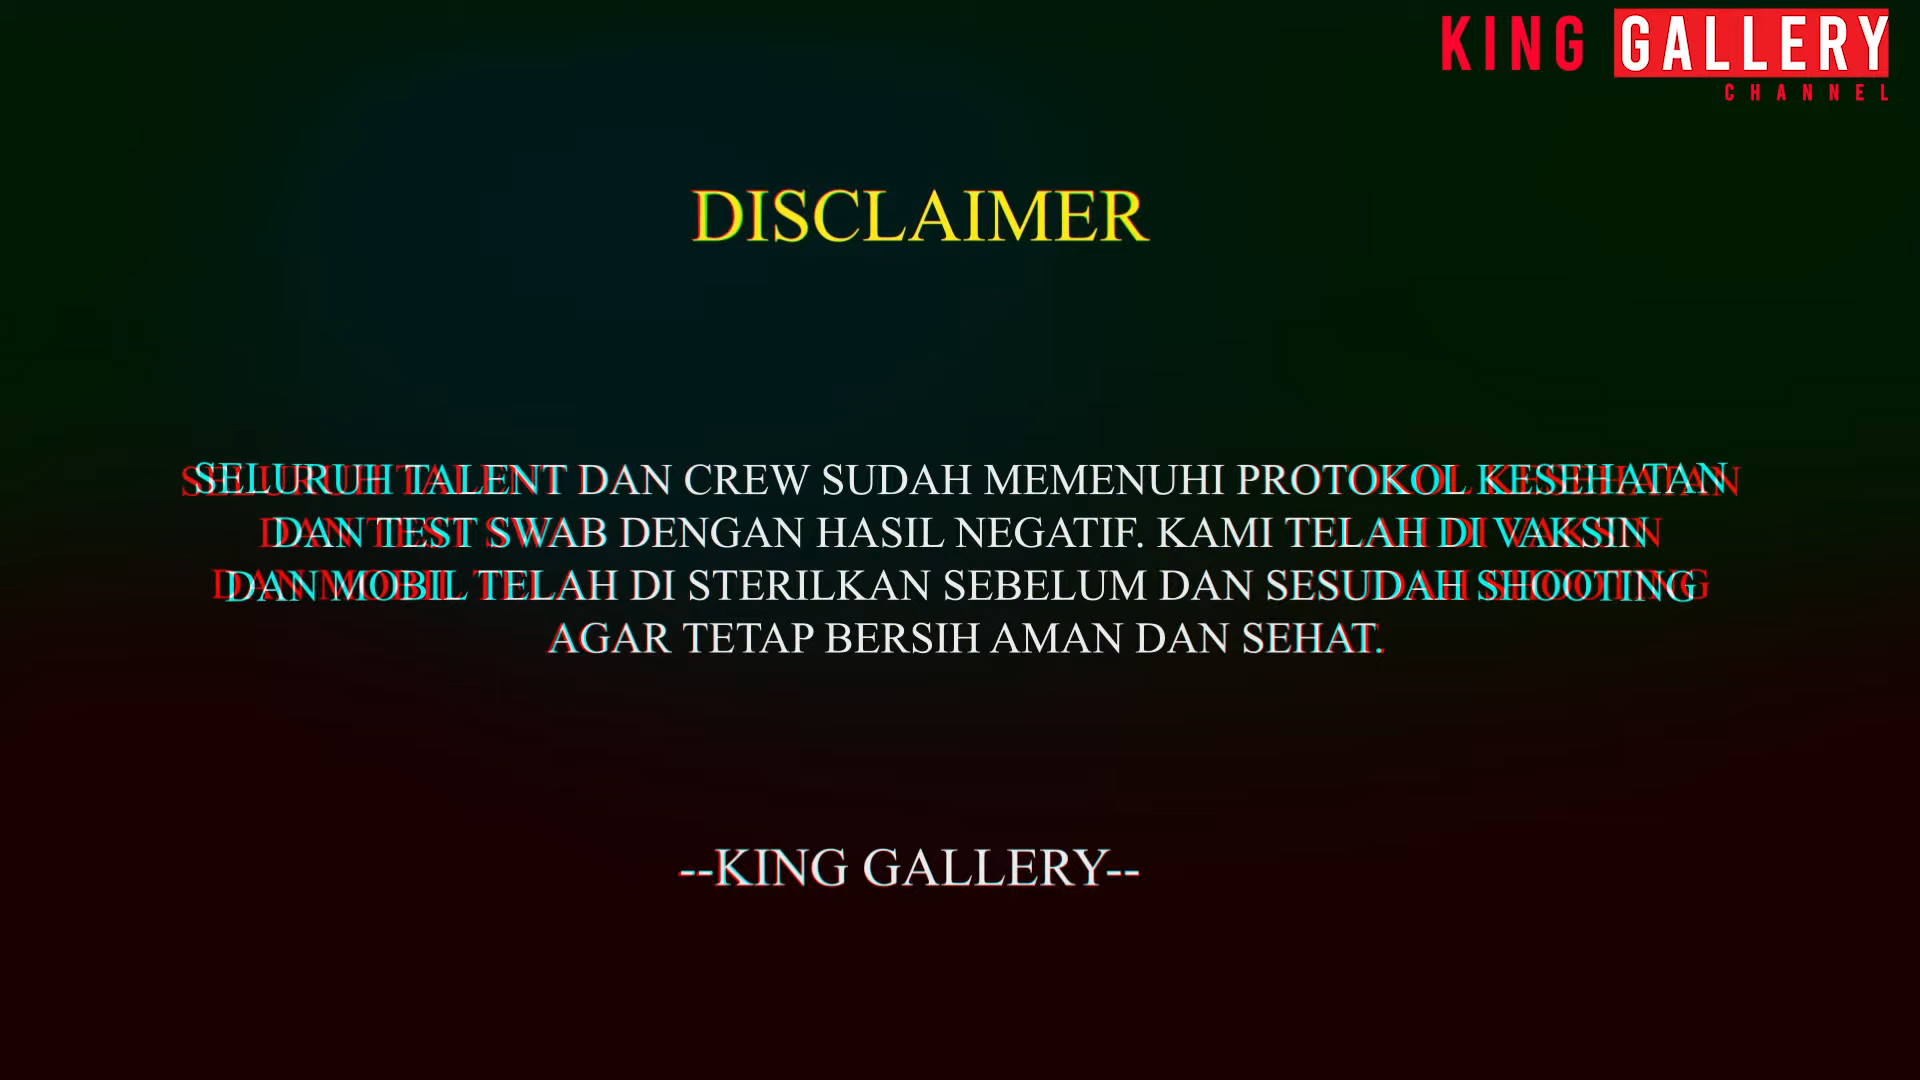 KING GALLERY
CHANNEL
DISCLAIMER
SELURUH TALENT DAN CREW SUDAH MEMENUHI PROTOKOL KESEHATAN
DAN TEST SWAB DENGAN HASIL NEGATIF. KAMI TELAH DI VAKSIN
DAN MOBIL TELAH DI STERILKAN SEBELUM DAN SESUDAH SHOOTING
AGAR TETAP BERSIH AMAN DAN SEHAT.
--KING GALLERY--